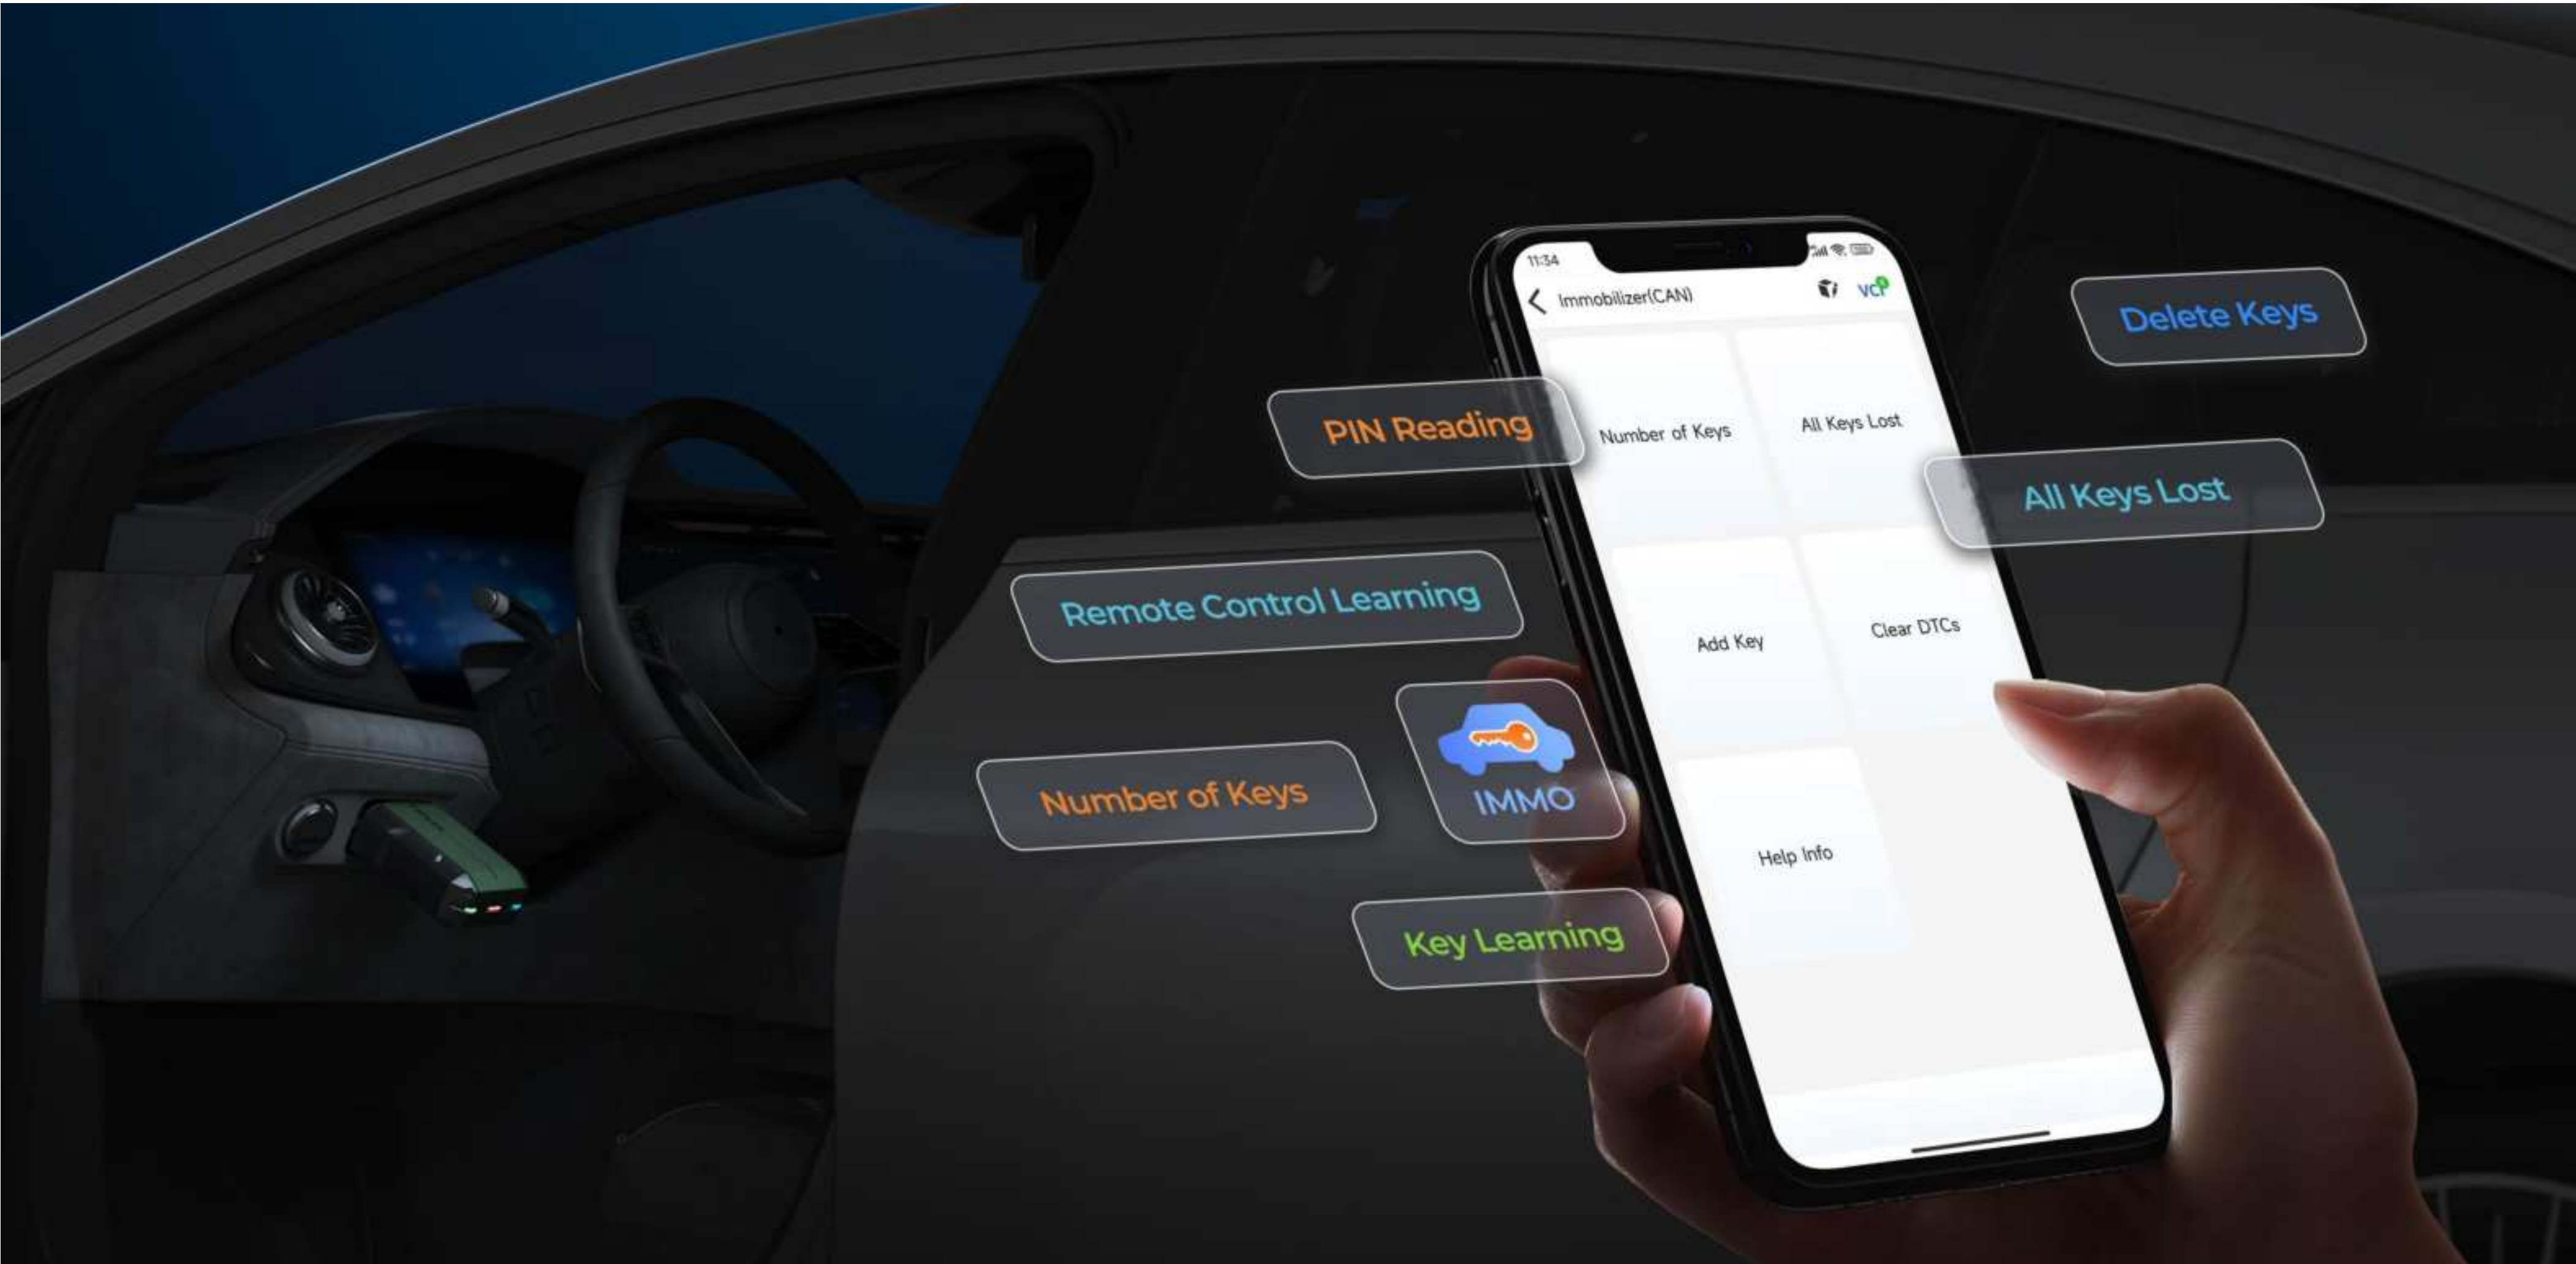 11:34
Immobilizer(CAN)
VCI
Delete Keys
PIN Reading
Number of Keys
All Keys Lost
All Keys Lost
Remote Control Learning
Add Key
Clear DTCs
IMMO
Number of Keys
Help Info
Key Learning